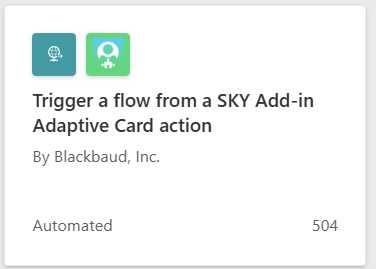 Trigger a flow from a SKY Add-in
Adaptive Card action
By Blackbaud, Inc.
Automated 504